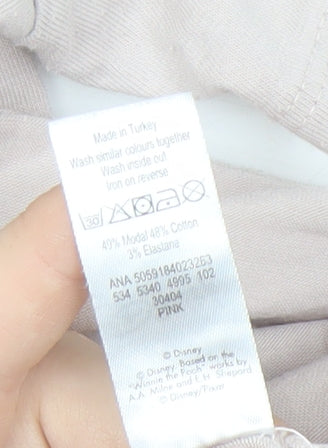 Made in Turkey
Wash similar colours together
Wash inside out
Iron on reverse
30
49% Modal 48% Cotton
3% Elastane
ANA 5059184023263
534 5340 4995 102
30404
PINK
© Disney
© Disney. Based on the
"Winnie the Pooh" works by
A.A. Milne and E.H. Shepard
© Disney/Pixar